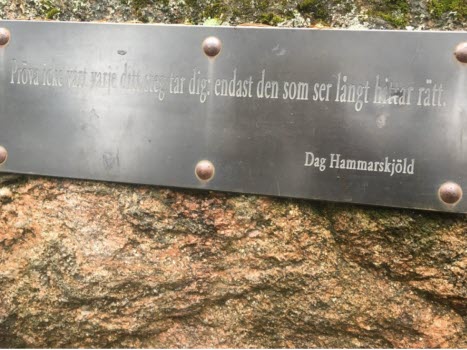 Pröva icke vart varje ditt steg tar dig: endast den som ser långt hittar rätt.
Dag Hammarskjöld